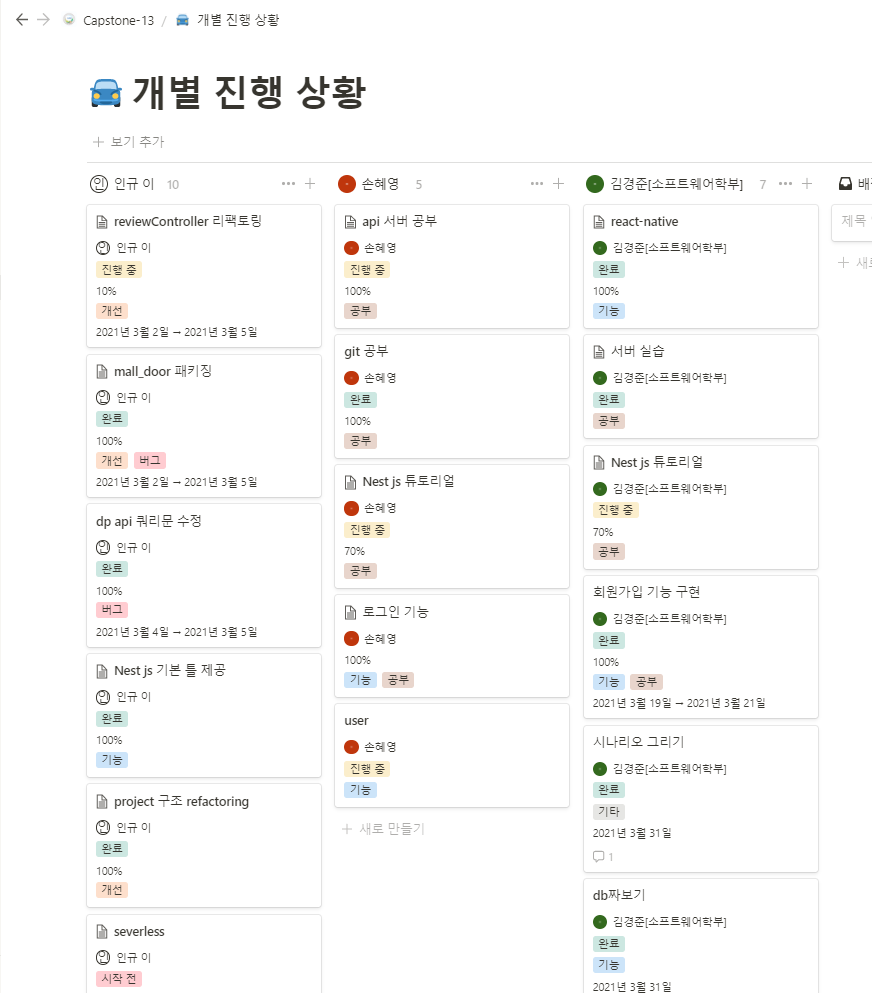 Capstone-13 / 개별 진행 상황
개별 진행 상황
보기 추가
인규 이 10
reviewController 리팩토링
인규 이
진행 중
10%
개선
2021년 3월 2일 → 2021년 3월 5일
mall_door 패키징
인규 이
완료
100%
개선 버그
2021년 3월 2일 → 2021년 3월 5일
dp api 쿼리문 수정
인규 이
완료
100%
버그
2021년 3월 4일 → 2021년 3월 5일
Nest js 기본 틀 제공
인규 이
완료
100%
기능
project 구조 refactoring
인규 이
완료
100%
개선
severless
인규 이
시작 전
손혜영 5
api 서버 공부
손혜영
진행 중
100%
공부
git 공부
손혜영
완료
100%
공부
Nest js 튜토리얼
손혜영
진행 중
70%
공부
로그인 기능
손혜영
100%
기능 공부
user
손혜영
진행 중
기능
새로 만들기
김경준[소프트웨어학부] 7
react-native
김경준[소프트웨어학부]
완료
100%
기능
서버 실습
김경준[소프트웨어학부]
완료
공부
Nest js 튜토리얼
김경준[소프트웨어학부]
진행 중
70%
공부
회원가입 기능 구현
김경준[소프트웨어학부]
완료
100%
기능 공부
2021년 3월 19일 → 2021년 3월 21일
시나리오 그리기
김경준[소프트웨어학부]
완료
기타
2021년 3월 31일
1
db짜보기
김경준[소프트웨어학부]
완료
기능
2021년 3월 31일
제목